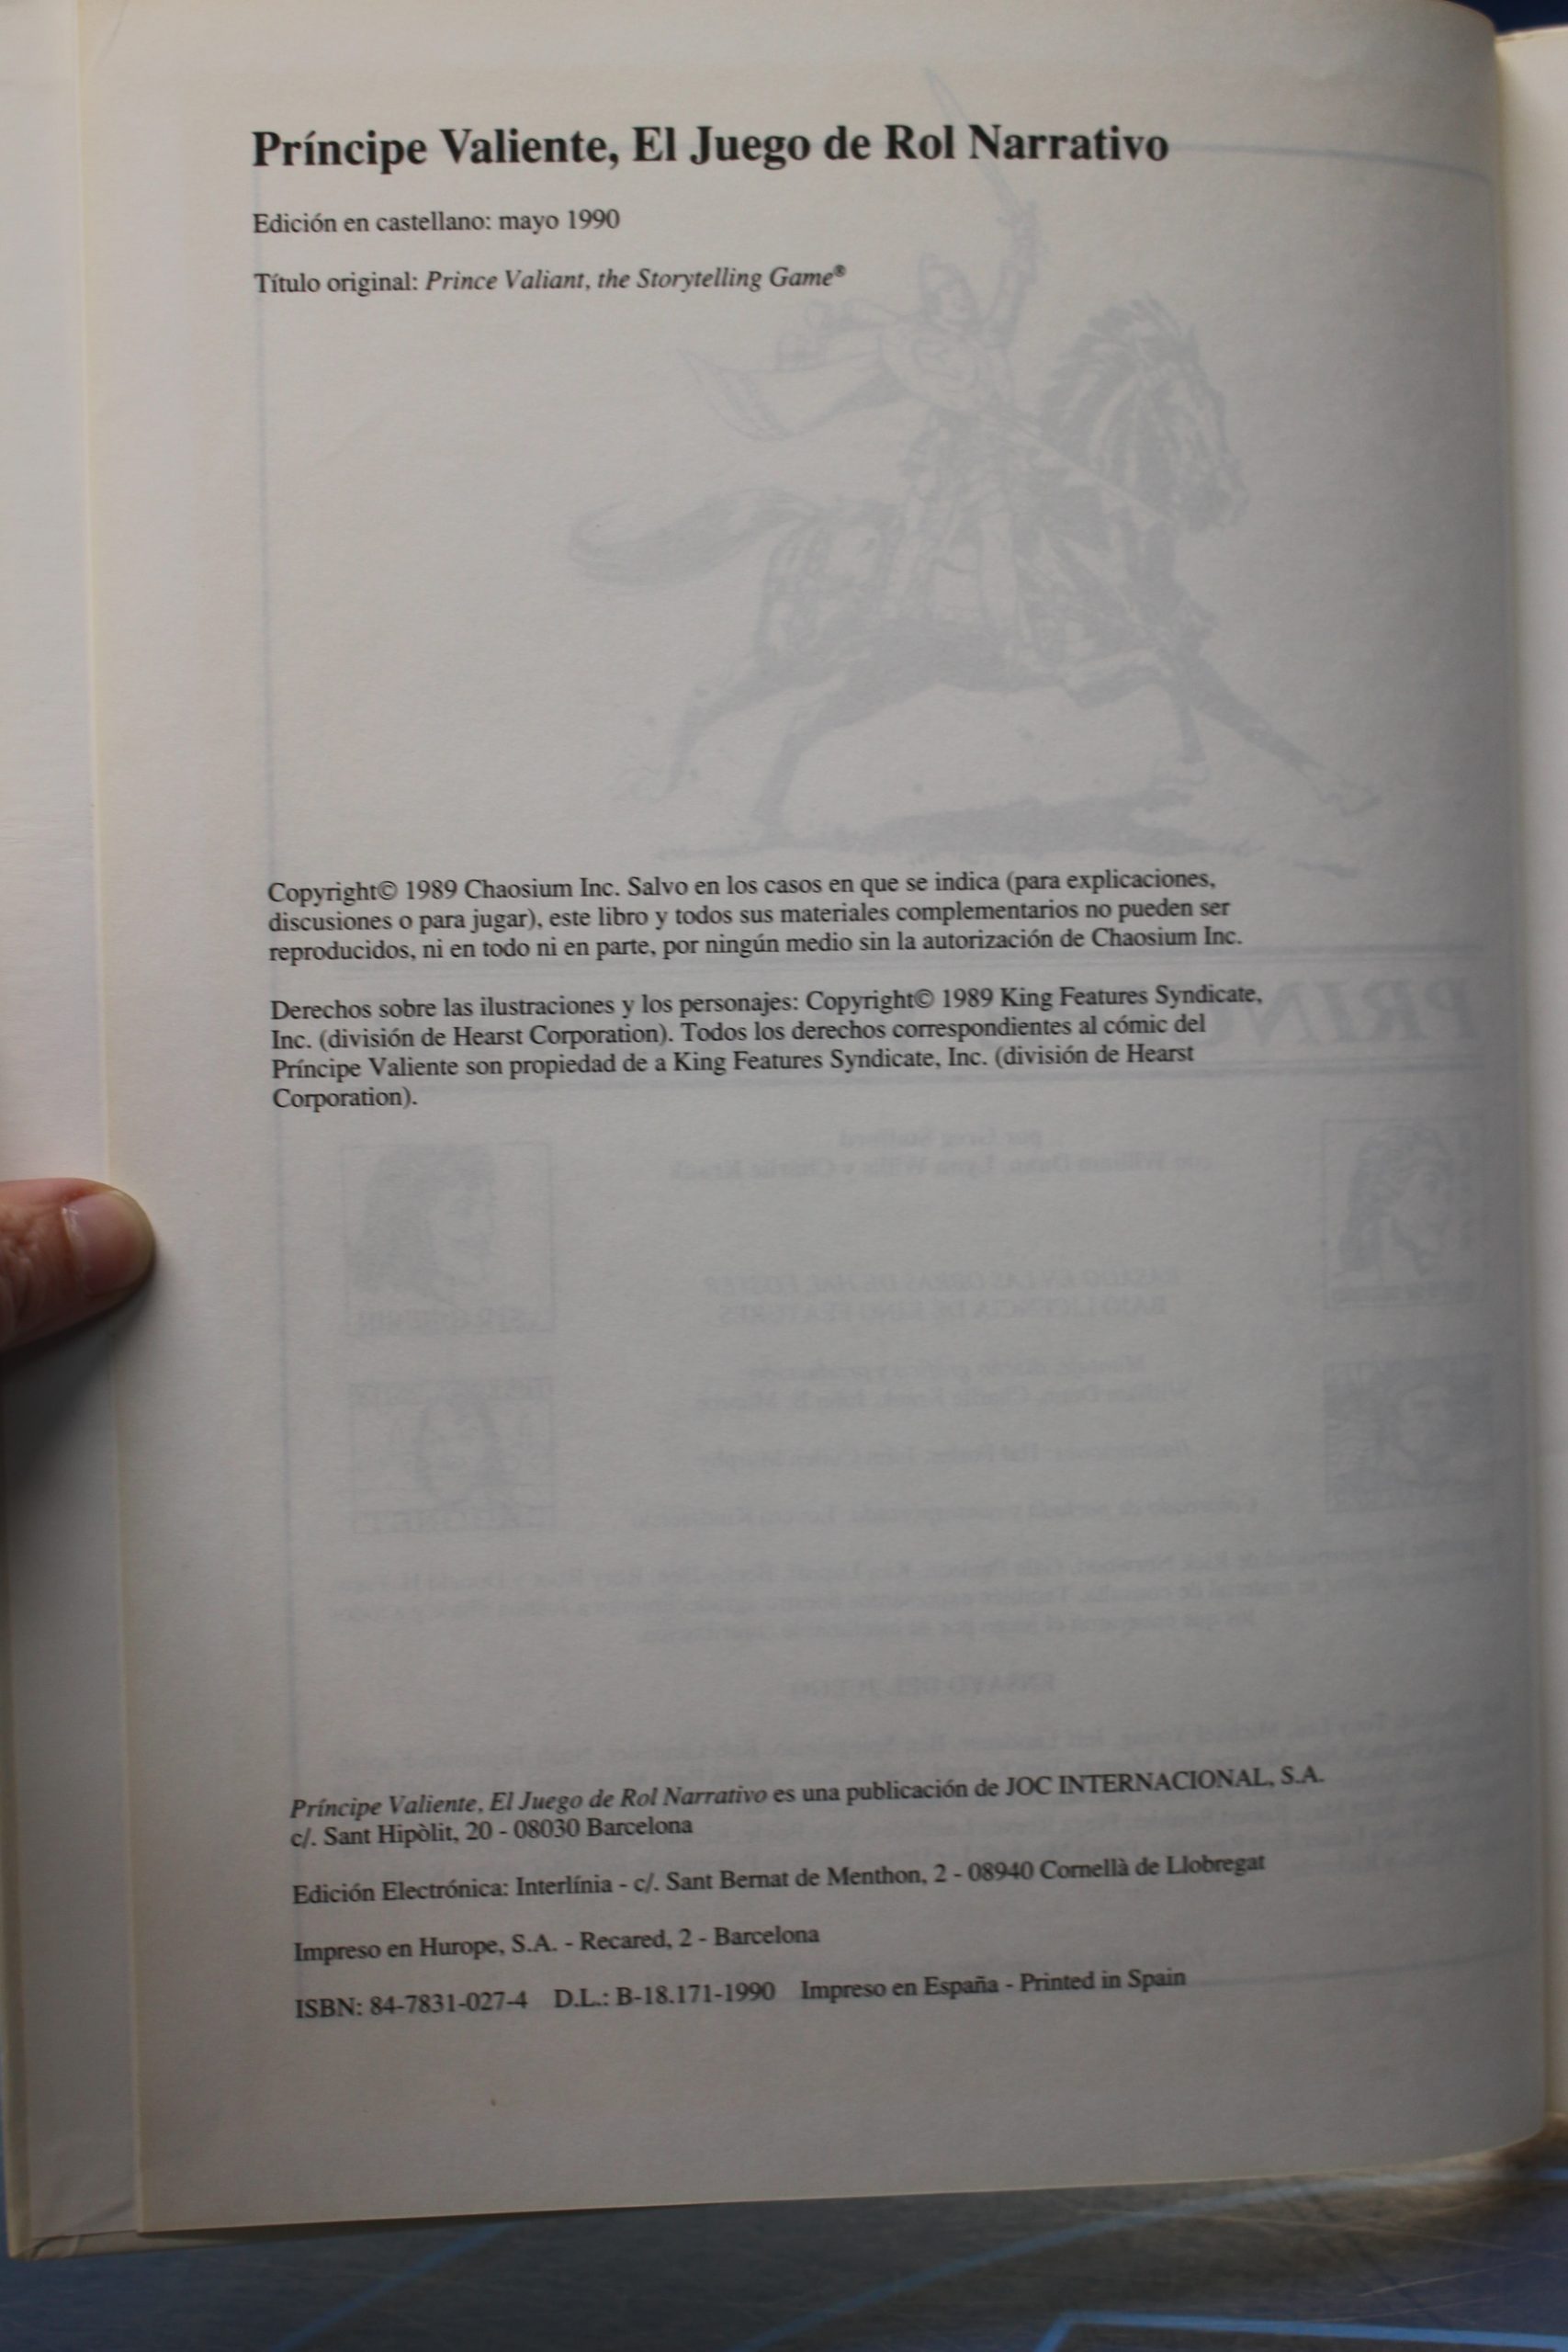 Príncipe Valiente, El Juego de Rol Narrativo
Edición en castellano: mayo 1990
Título original: Prince Valiant, the Storytelling Game®
Copyright© 1989 Chaosium Inc. Salvo en los casos en que se indica (para explicaciones,
discusiones o para jugar), este libro y todos sus materiales complementarios no pueden ser
reproducidos, ni en todo ni en parte, por ningún medio sin la autorización de Chaosium Inc.
Derechos sobre las ilustraciones y los personajes: Copyright© 1989 King Features Syndicate,
Inc. (división de Hearst Corporation). Todos los derechos correspondientes al cómic del
Príncipe Valiente son propiedad de a King Features Syndicate, Inc. (división de Hearst
Corporation).
Príncipe Valiente, El Juego de Rol Narrativo es una publicación de JOC INTERNACIONAL, S.A.
c/. Sant Hipòlit, 20 - 08030 Barcelona
Edición Electrónica: Interlínia - c/. Sant Bernat de Menthon, 2 - 08940 Cornellà de Llobregat
Impreso en Hurope, S.A. - Recared, 2 - Barcelona
ISBN: 84-7831-027-4 D.L.: B-18.171-1990 Impreso en España - Printed in Spain